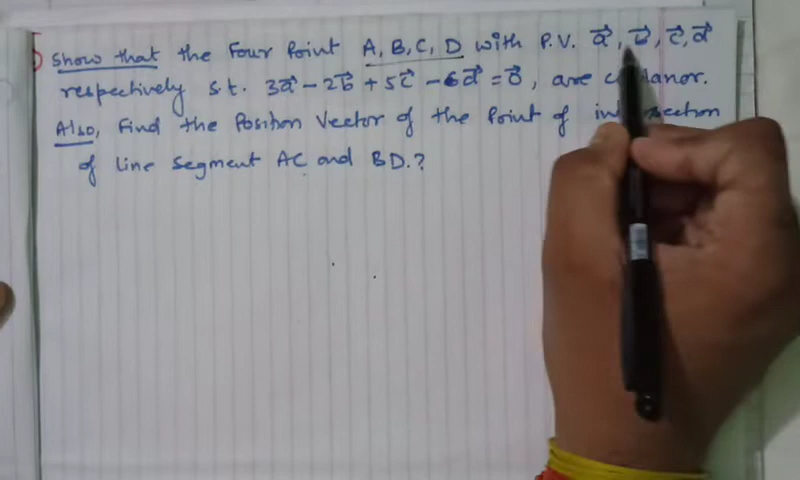 Show that the Four Point A, B, C, D with P.V. a⃗, b⃗, c⃗, d⃗
respectively s.t. 3a⃗ - 2b⃗ + 5c⃗ - 6d⃗ = 0⃗, are
Also, Find the Position Vector of the Point of
of line segment AC and BD.?